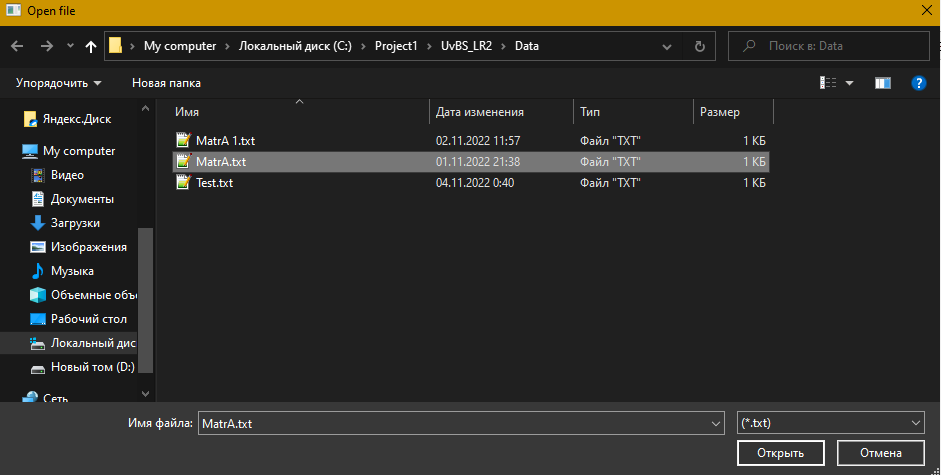 Open file
My computer Локальный диск (C:) Project1 UvBS_LR2 Data Поиск в: Data
Упорядочить Новая папка
Яндекс.Диск
My computer
Видео
Документы
Загрузки
Изображения
Музыка
Объемные объ
Рабочий стол
Локальный дис
Новый том (D:)
Сеть
Имя Дата изменения Тип Размер
MatrA 1.txt 02.11.2022 11:57 Файл "TXT" 1 КБ
MatrA.txt 01.11.2022 21:38 Файл "TXT" 1 КБ
Test.txt 04.11.2022 0:40 Файл "TXT" 1 КБ
Имя файла: MatrA.txt (*.txt)
Открыть Отмена